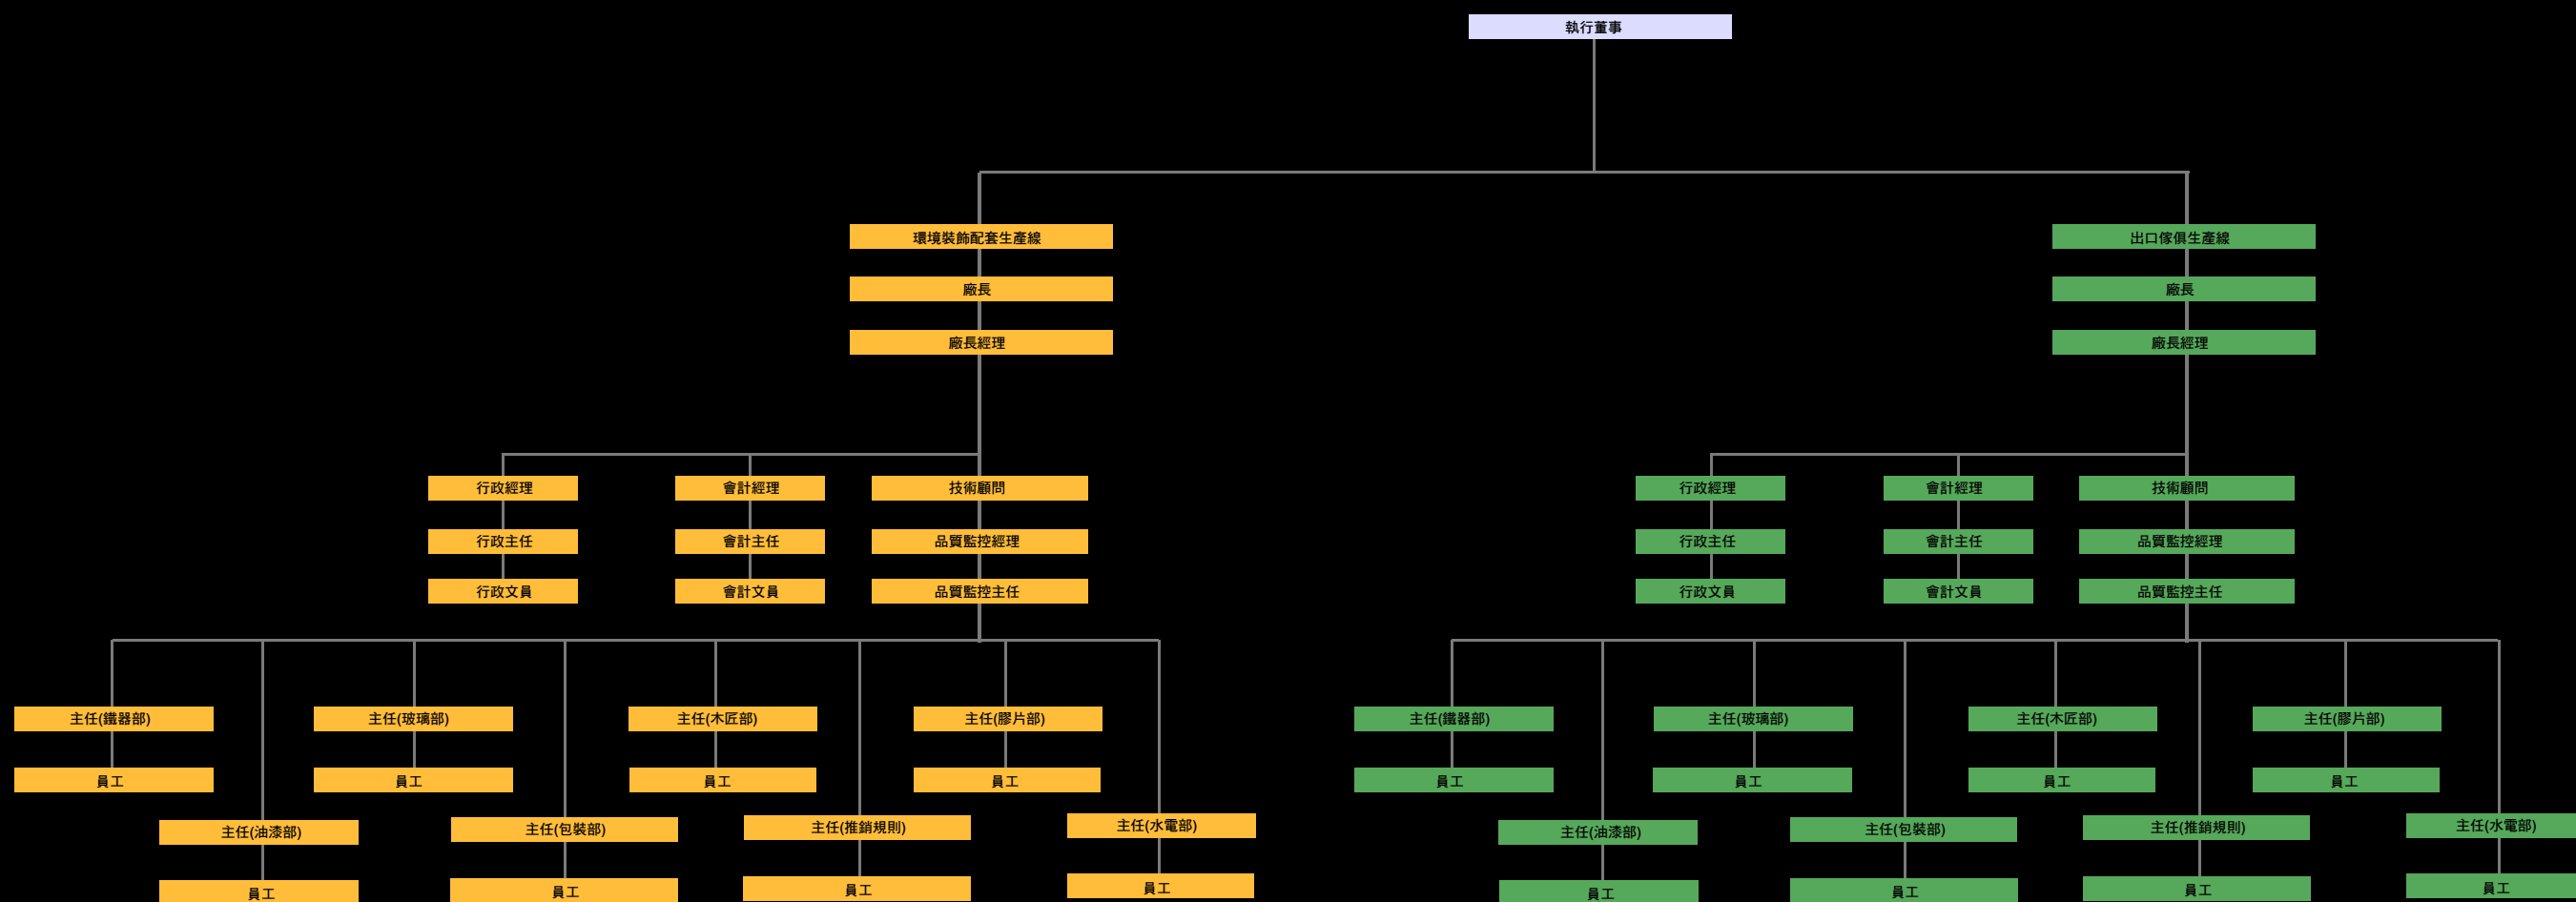 執行董事
環境裝飾配套生產線
出口傢俱生產線
廠長
廠長
廠長經理
廠長經理
行政經理
會計經理
技術顧問
行政經理
會計經理
技術顧問
行政主任
會計主任
品質監控經理
行政主任
會計主任
品質監控經理
行政文員
會計文員
品質監控主任
行政文員
會計文員
品質監控主任
主任(鐵器部)
主任(玻璃部)
主任(木匠部)
主任(膠片部)
主任(鐵器部)
主任(玻璃部)
主任(木匠部)
主任(膠片部)
員工
員工
員工
員工
員工
員工
員工
員工
主任(油漆部)
主任(包裝部)
主任(推銷規則)
主任(水電部)
主任(油漆部)
主任(包裝部)
主任(推銷規則)
主任(水電部)
員工
員工
員工
員工
員工
員工
員工
員工